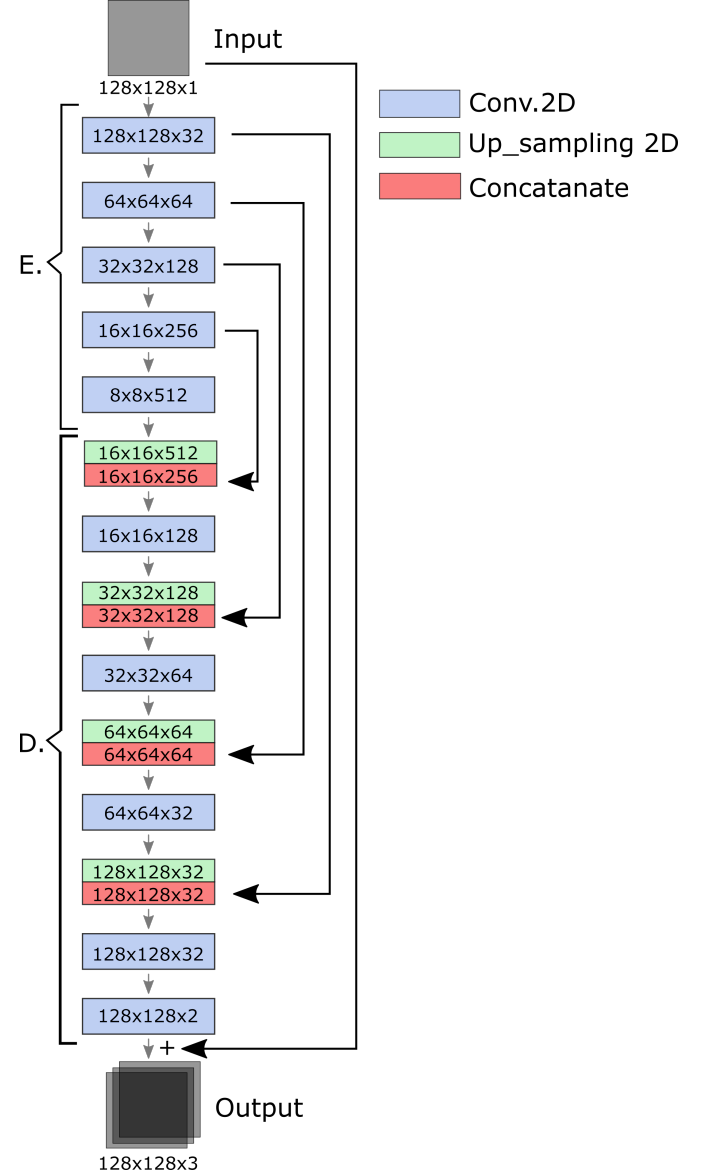 Input
128x128x1
Conv.2D
Up_sampling 2D
Concatanate
E.
128x128x32
64x64x64
32x32x128
16x16x256
8x8x512
D.
16x16x512
16x16x256
16x16x128
32x32x128
32x32x128
32x32x64
64x64x64
64x64x64
64x64x32
128x128x32
128x128x32
128x128x32
128x128x2
+
Output
128x128x3